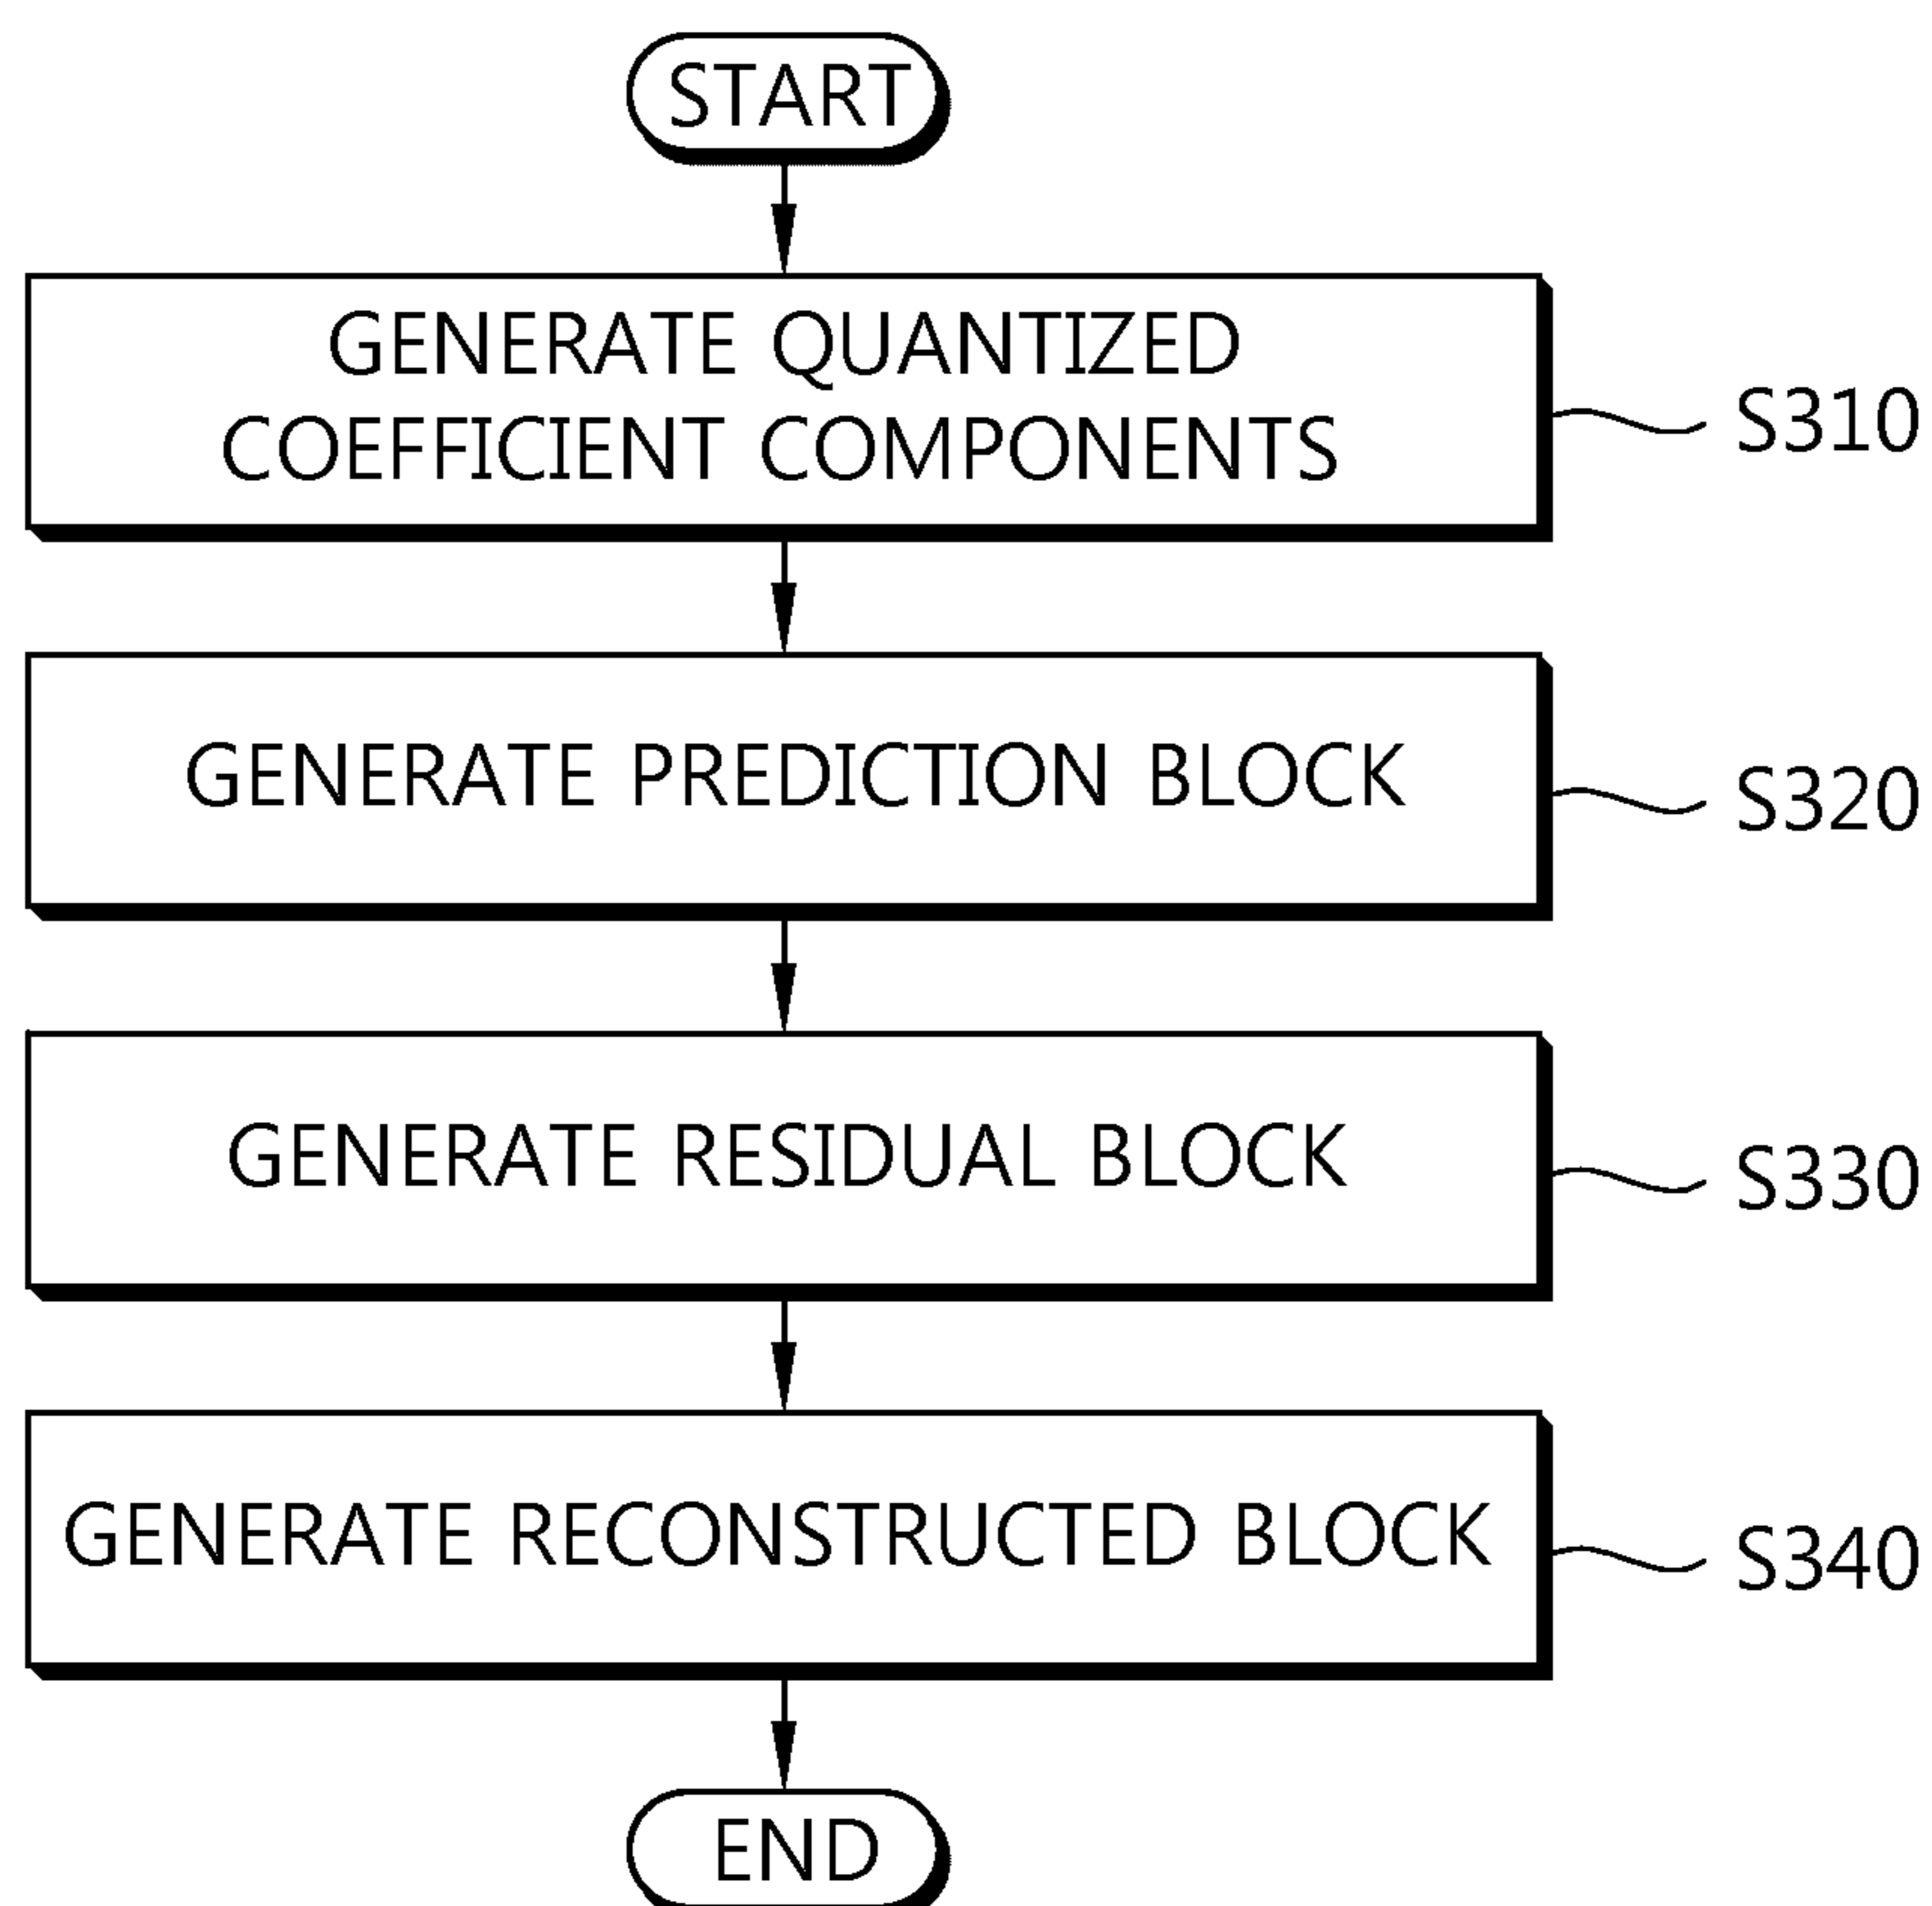 START
GENERATE QUANTIZED
COEFFICIENT COMPONENTS
S310
GENERATE PREDICTION BLOCK
S320
GENERATE RESIDUAL BLOCK
S330
GENERATE RECONSTRUCTED BLOCK
S340
END